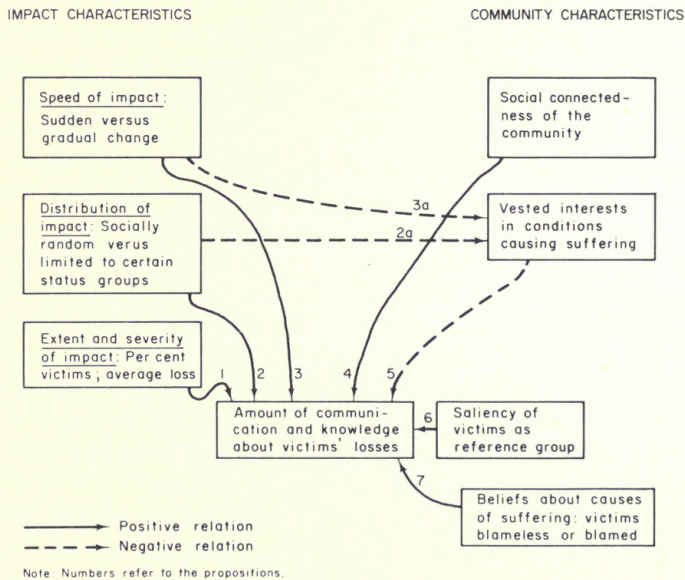 IMPACT CHARACTERISTICS
COMMUNITY CHARACTERISTICS
Speed of impact:
Sudden versus
gradual change
Social connected-
ness of the
community
Distribution of
impact: Socially
random verus
limited to certain
status groups
3a
2a
Vested interests
in conditions
causing suffering
Extent and severity
of impact: Per cent
victims; average loss
1
2
3
4
5
Amount of communi-
cation and knowledge
about victims' losses
6
Saliency of
victims as
reference group
7
Beliefs about causes
of suffering: victims
blameless or blamed
Positive relation
Negative relation
Note: Numbers refer to the propositions.